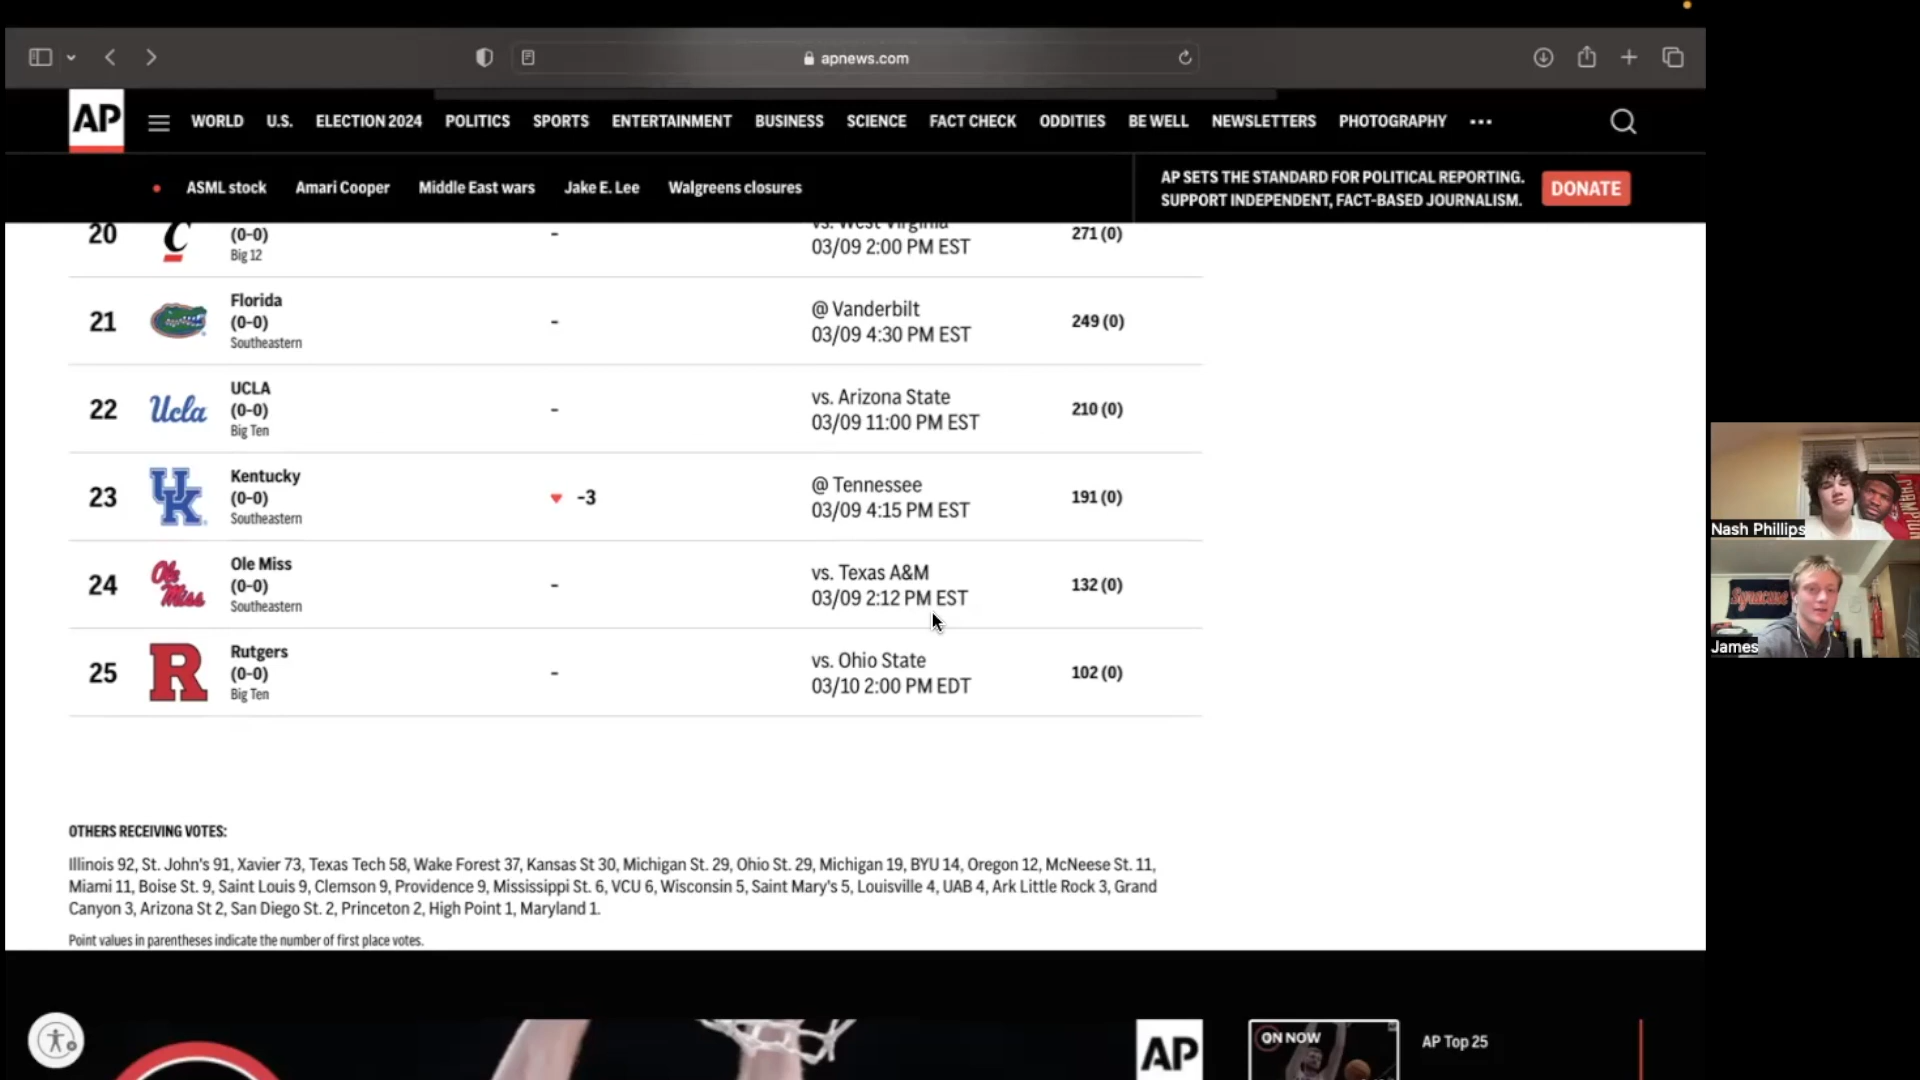 apnews.com
AP
WORLD U.S. ELECTION 2024 POLITICS SPORTS ENTERTAINMENT BUSINESS SCIENCE FACT CHECK ODDITIES BE WELL NEWSLETTERS PHOTOGRAPHY
ASML stock Amari Cooper Middle East wars Jake E. Lee Walgreens closures
AP SETS THE STANDARD FOR POLITICAL REPORTING.
SUPPORT INDEPENDENT, FACT-BASED JOURNALISM.
DONATE
vs. West Virginia
20 C (0-0) - 03/09 2:00 PM EST 271 (0)
Big 12
Florida
21 (0-0) - @ Vanderbilt 249 (0)
Southeastern 03/09 4:30 PM EST
UCLA
22 Ucla (0-0) - vs. Arizona State 210 (0)
Big Ten 03/09 11:00 PM EST
Kentucky
23 UK (0-0) -3 @ Tennessee 191 (0)
Southeastern 03/09 4:15 PM EST
Ole Miss
24 Ole Miss (0-0) - vs. Texas A&M 132 (0)
Southeastern 03/09 2:12 PM EST
Rutgers
25 R (0-0) - vs. Ohio State 102 (0)
Big Ten 03/10 2:00 PM EDT
OTHERS RECEIVING VOTES:
Illinois 92, St. John's 91, Xavier 73, Texas Tech 58, Wake Forest 37, Kansas St 30, Michigan St. 29, Ohio St. 29, Michigan 19, BYU 14, Oregon 12, McNeese St. 11,
Miami 11, Boise St. 9, Saint Louis 9, Clemson 9, Providence 9, Mississippi St. 6, VCU 6, Wisconsin 5, Saint Mary's 5, Louisville 4, UAB 4, Ark Little Rock 3, Grand
Canyon 3, Arizona St 2, San Diego St. 2, Princeton 2, High Point 1, Maryland 1.
Point values in parentheses indicate the number of first place votes.
AP
ON NOW
AP Top 25
Nash Phillips
Syracuse
James